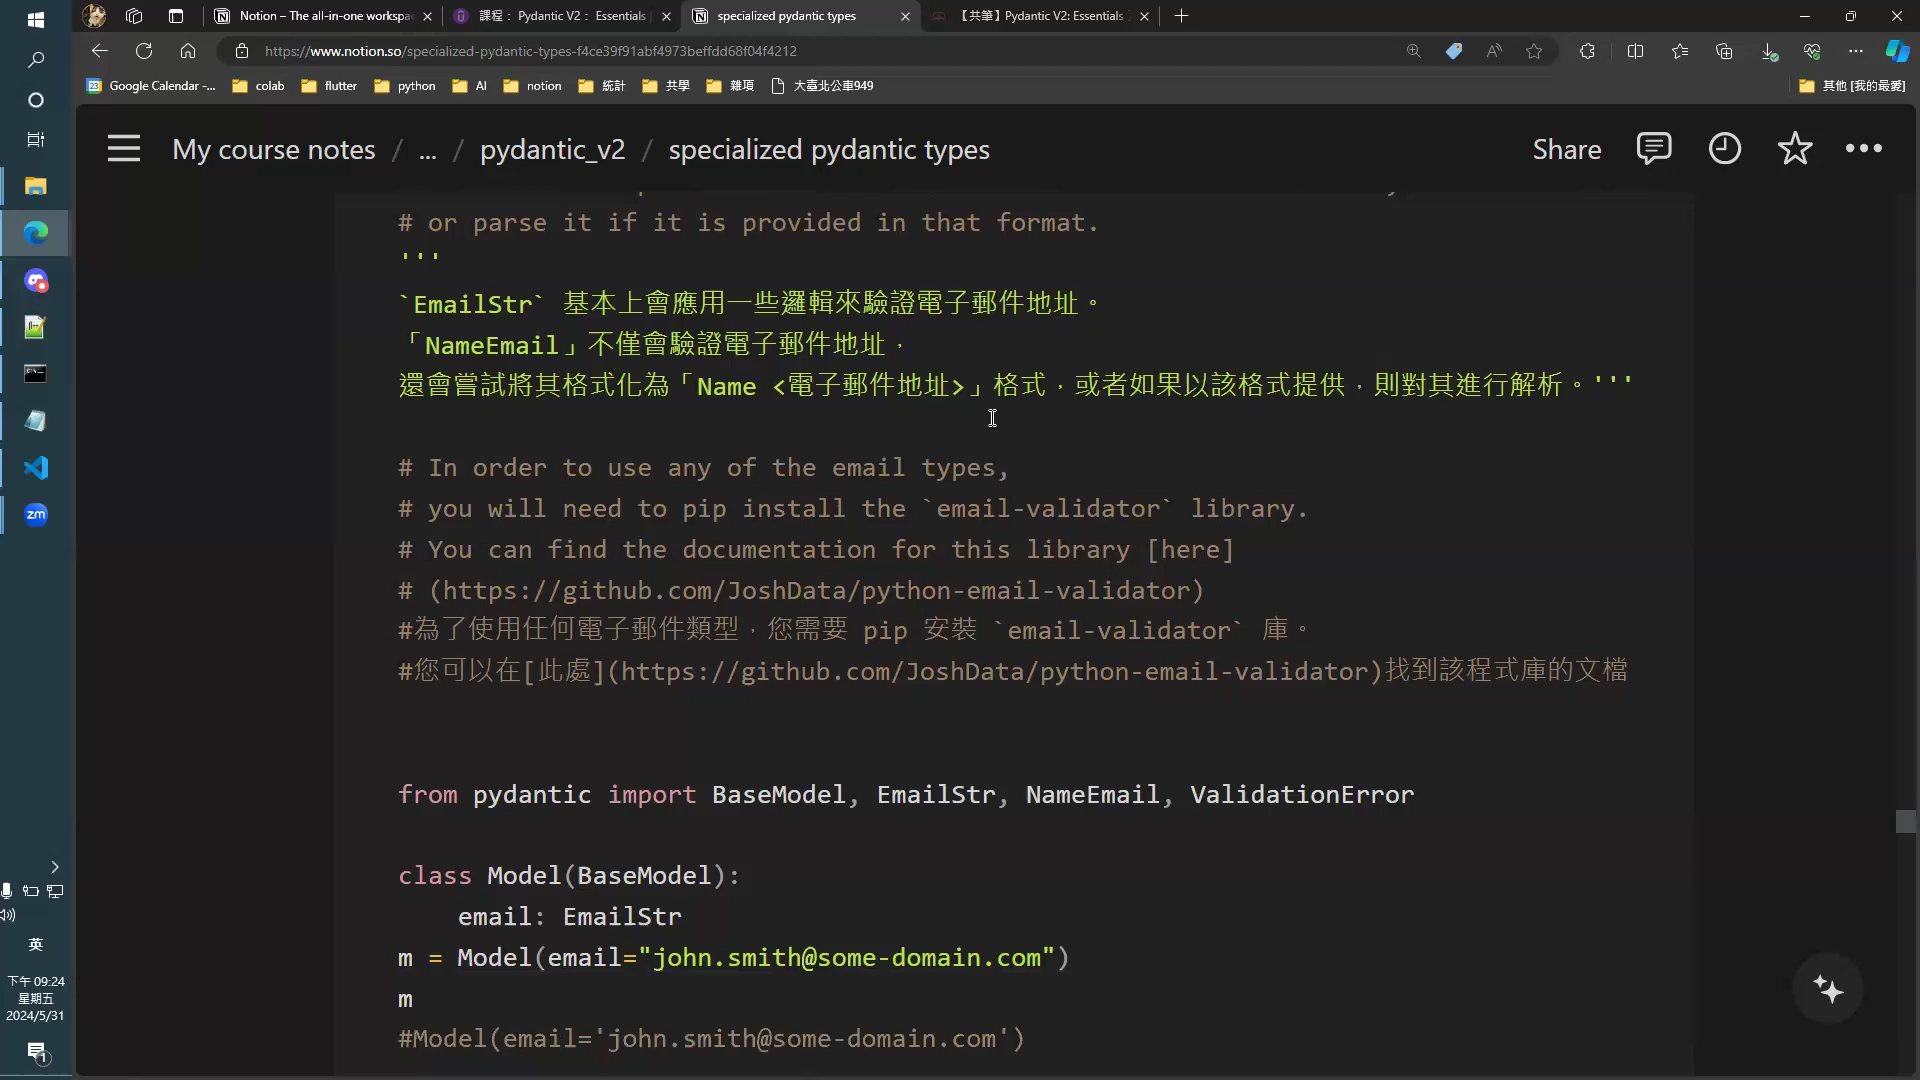 Notion – The all-in-one workspa
課程： Pydantic V2： Essentials
specialized pydantic types
【共筆】Pydantic V2: Essentials
https://www.notion.so/specialized-pydantic-types-f4ce39f91abf4973beffdd68f04f4212
Google Calendar -...
colab
flutter
python
AI
notion
統計
共學
雜項
大臺北公車949
其他 [我的最愛]
My course notes / ... / pydantic_v2 / specialized pydantic types
Share
# or parse it if it is provided in that format.
'''
`EmailStr` 基本上會應用一些邏輯來驗證電子郵件地址。
「NameEmail」不僅會驗證電子郵件地址，
還會嘗試將其格式化為「Name <電子郵件地址>」格式，或者如果以該格式提供，則對其進行解析。'''
# In order to use any of the email types,
# you will need to pip install the `email-validator` library.
# You can find the documentation for this library [here]
# (https://github.com/JoshData/python-email-validator)
#為了使用任何電子郵件類型，您需要 pip 安裝 `email-validator` 庫。
#您可以在[此處](https://github.com/JoshData/python-email-validator)找到該程式庫的文檔
from pydantic import BaseModel, EmailStr, NameEmail, ValidationError
class Model(BaseModel):
    email: EmailStr
m = Model(email="john.smith@some-domain.com")
m
#Model(email='john.smith@some-domain.com')
zm
英
下午 09:24
星期五
2024/5/31
1